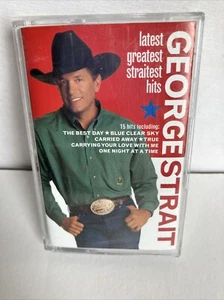 latest
greatest
straitest
hits
GEORGE STRAIT
15 hits including:
THE BEST DAY ★ BLUE CLEAR SKY
CARRIED AWAY ★ TRUE
CARRYING YOUR LOVE WITH ME
ONE NIGHT AT A TIME